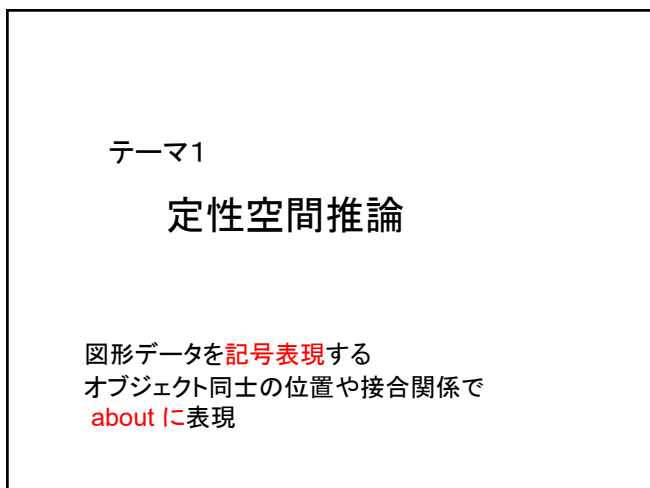 テーマ1
定性空間推論
図形データを記号表現する
オブジェクト同士の位置や接合関係で
about に表現